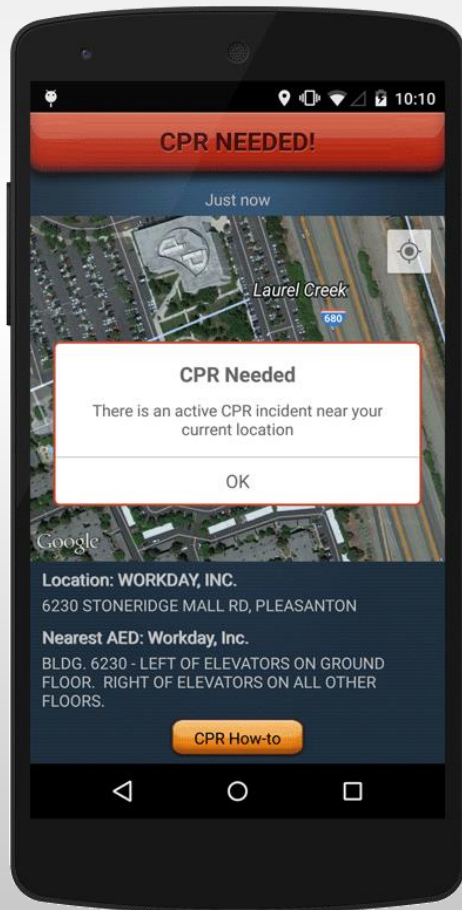 10:10
CPR NEEDED!
Just now
Laurel Creek
680
CPR Needed
There is an active CPR incident near your
current location
OK
Google
Location: WORKDAY, INC.
6230 STONERIDGE MALL RD, PLEASANTON
Nearest AED: Workday, Inc.
BLDG. 6230 - LEFT OF ELEVATORS ON GROUND
FLOOR.  RIGHT OF ELEVATORS ON ALL OTHER
FLOORS.
CPR How-to